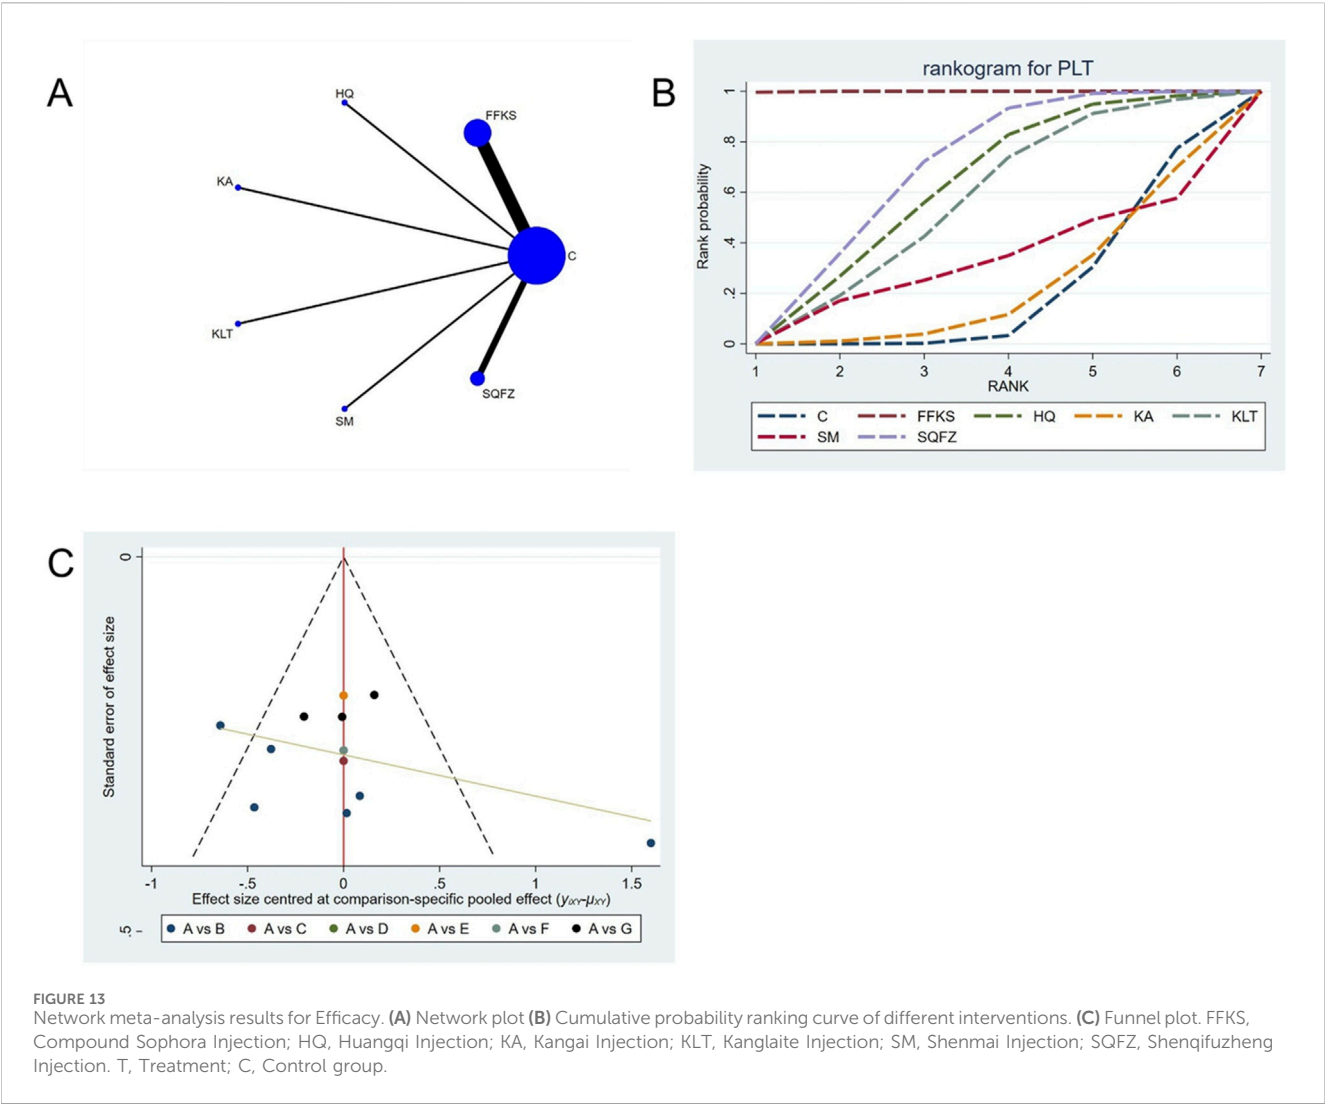 A
HQ
FFKS
KA
C
KLT
SQFZ
SM
B
rankogram for PLT
Rank probability
1
.8
.6
.4
.2
0
1 2 3 4 5 6 7
RANK
C FFKS HQ KA KLT
SM SQFZ
C
Standard error of effect size
0
.5
-1 -.5 0 .5 1 1.5
Effect size centred at comparison-specific pooled effect (yiXY-μXY)
A vs B A vs C A vs D A vs E A vs F A vs G
FIGURE 13
Network meta-analysis results for Efficacy. (A) Network plot (B) Cumulative probability ranking curve of different interventions. (C) Funnel plot. FFKS,
Compound Sophora Injection; HQ, Huangqi Injection; KA, Kangai Injection; KLT, Kanglaite Injection; SM, Shenmai Injection; SQFZ, Shenqifuzheng
Injection. T, Treatment; C, Control group.